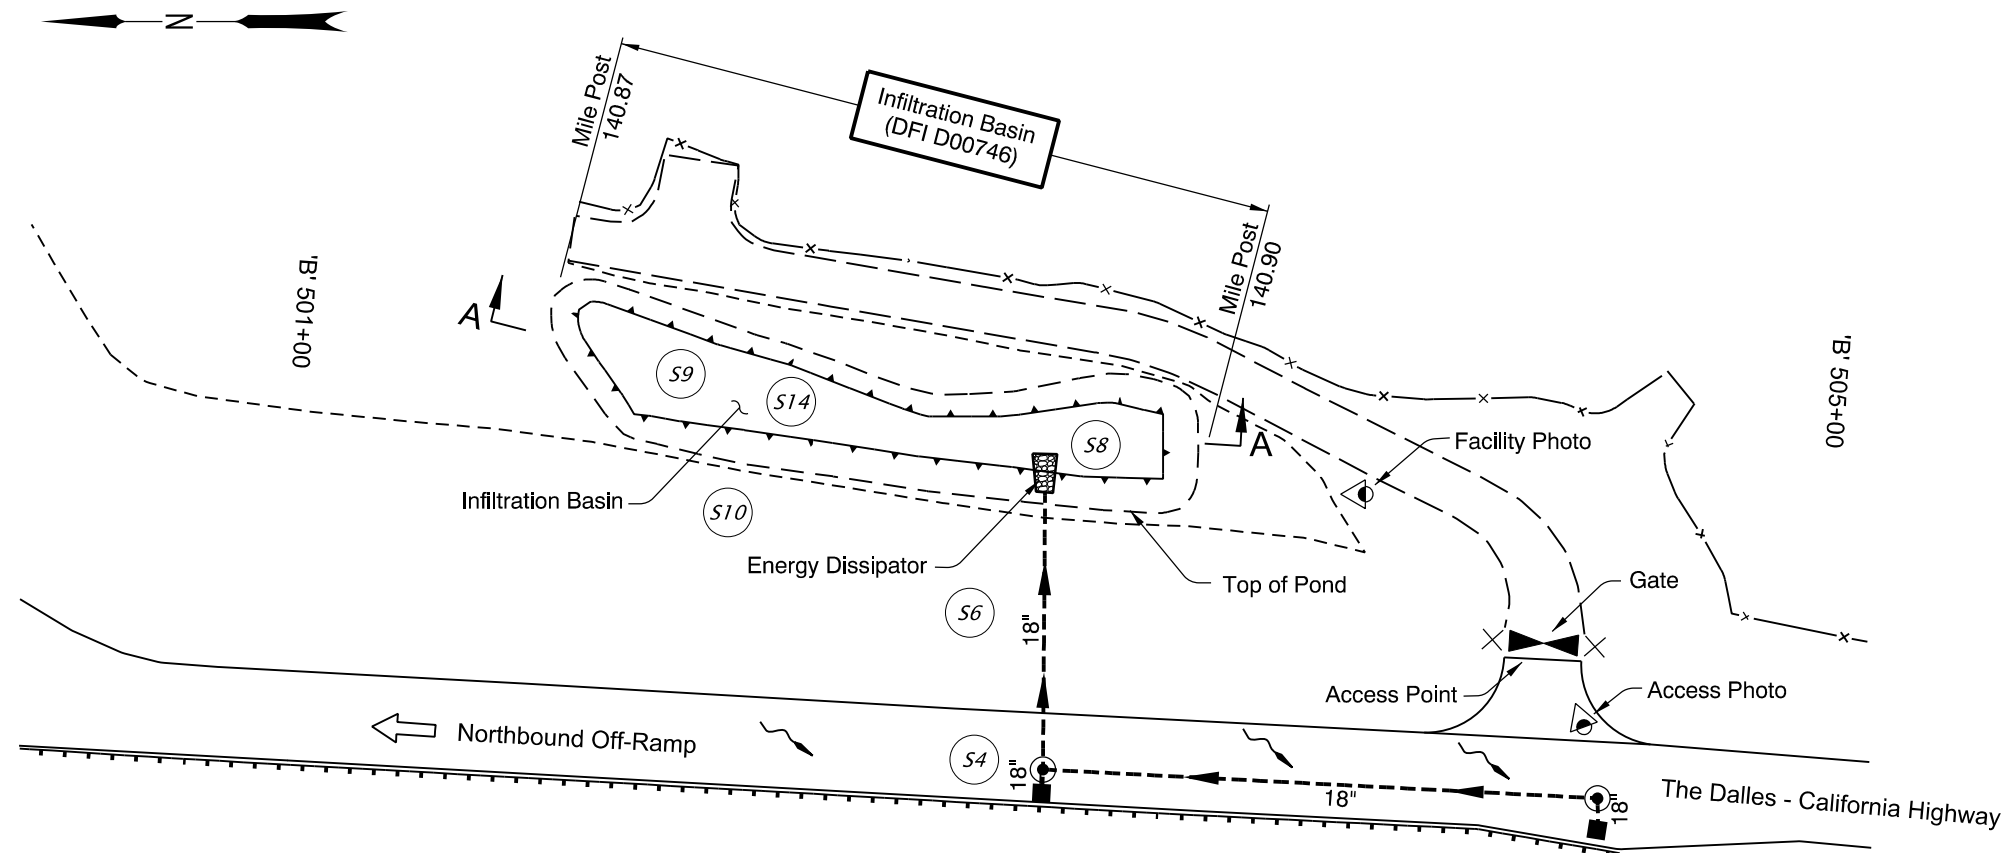 N
Mile Post
140.87
Infiltration Basin
(DFI D00746)
Mile Post
140.90
'B' 501+00
'B' 505+00
A
A
S9
S14
S8
Facility Photo
Infiltration Basin
S10
Energy Dissipator
Top of Pond
Gate
S6
18"
Access Point
Access Photo
Northbound Off-Ramp
S4
18"
18"
18"
The Dalles - California Highway